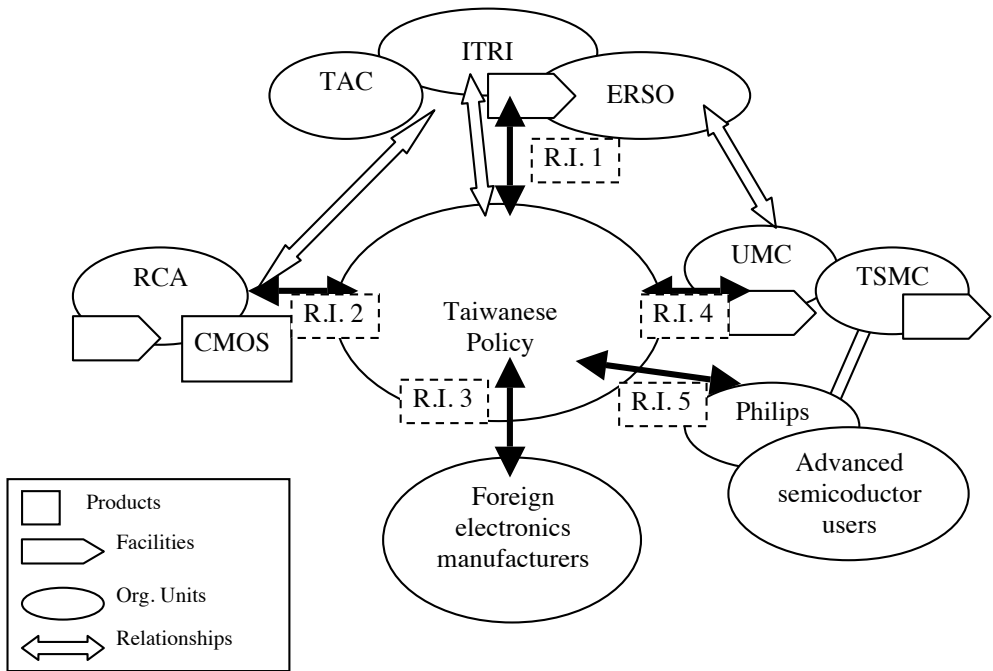 ITRI
TAC
ERSO
R.I. 1
RCA
UMC
TSMC
R.I. 2
R.I. 4
Taiwanese
Policy
CMOS
R.I. 3
R.I. 5
Philips
Advanced
semicoductor
users
Foreign
electronics
manufacturers
Products
Facilities
Org. Units
Relationships